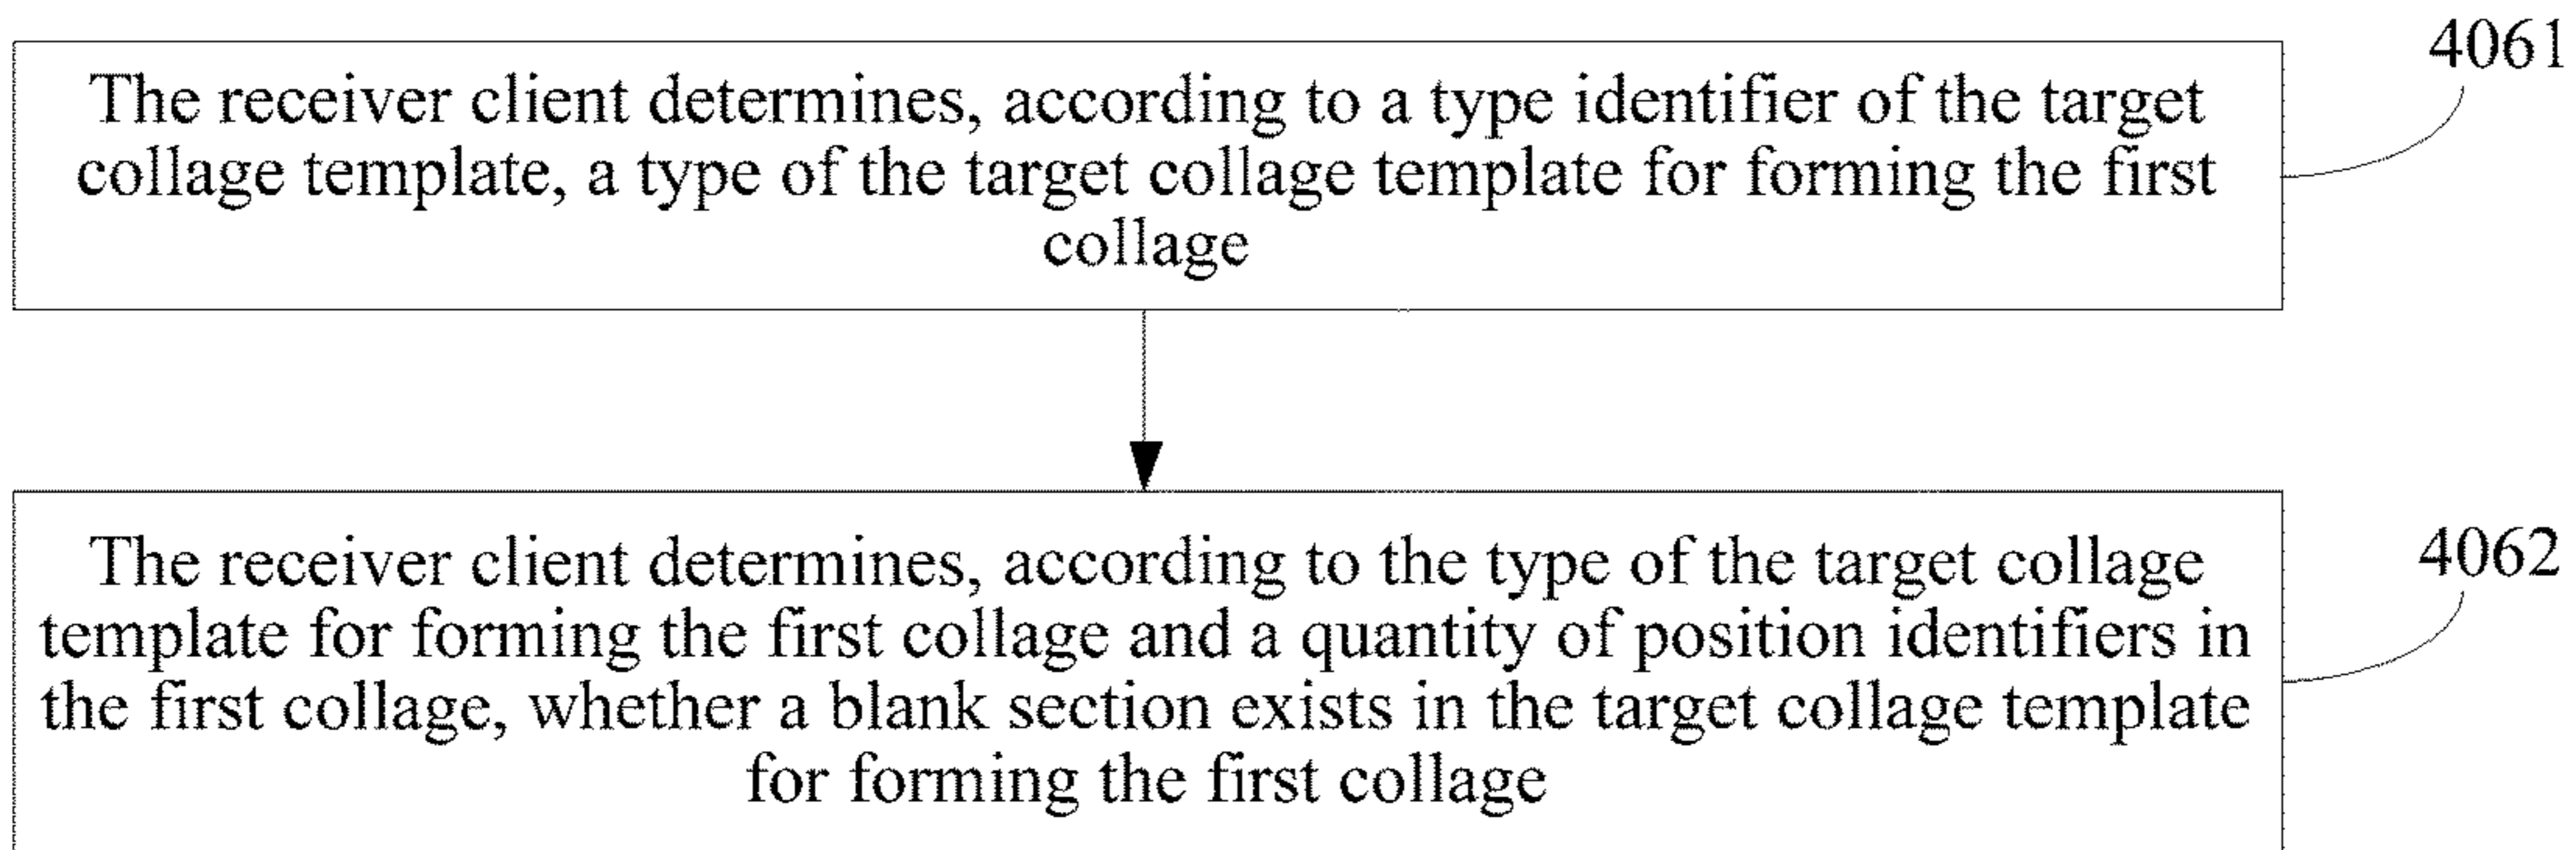 4061
The receiver client determines, according to a type identifier of the target
collage template, a type of the target collage template for forming the first
collage
4062
The receiver client determines, according to the type of the target collage
template for forming the first collage and a quantity of position identifiers in
the first collage, whether a blank section exists in the target collage template
for forming the first collage